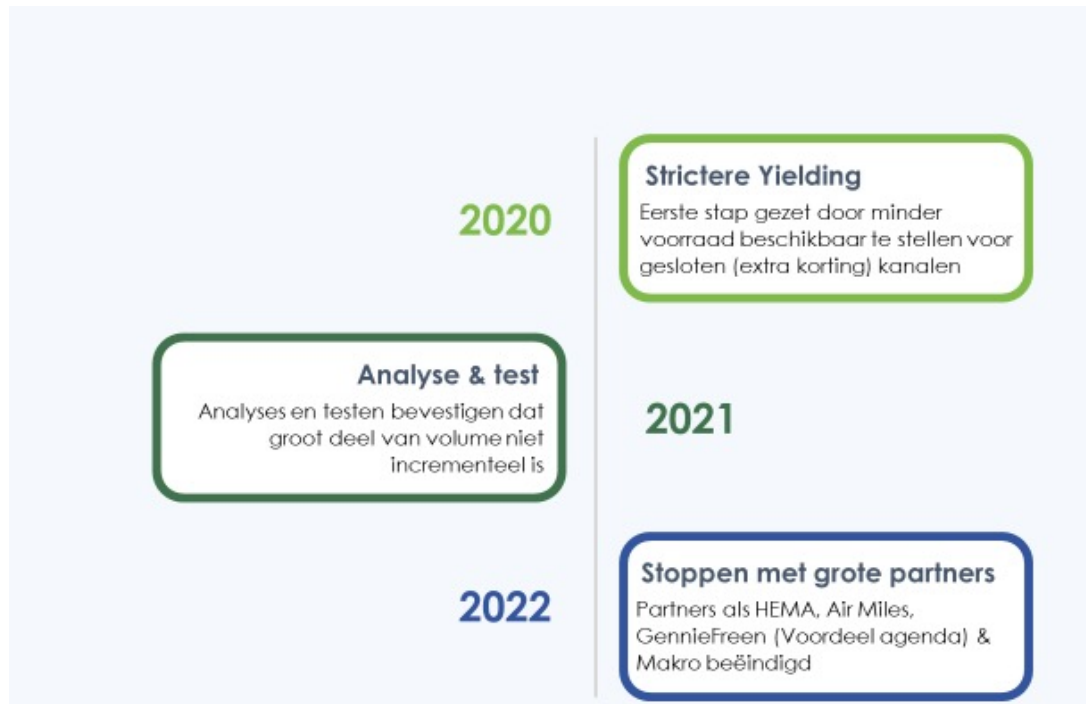 2020
Strictere Yielding
Eerste stap gezet door minder
voorraad beschikbaar te stellen voor
gesloten (extra korting) kanalen
Analyse & test
Analyses en testen bevestigen dat
groot deel van volume niet
incrementeel is
2021
2022
Stoppen met grote partners
Partners als HEMA, Air Miles,
GennieFreen (Voordeel agenda) &
Makro beëindigd